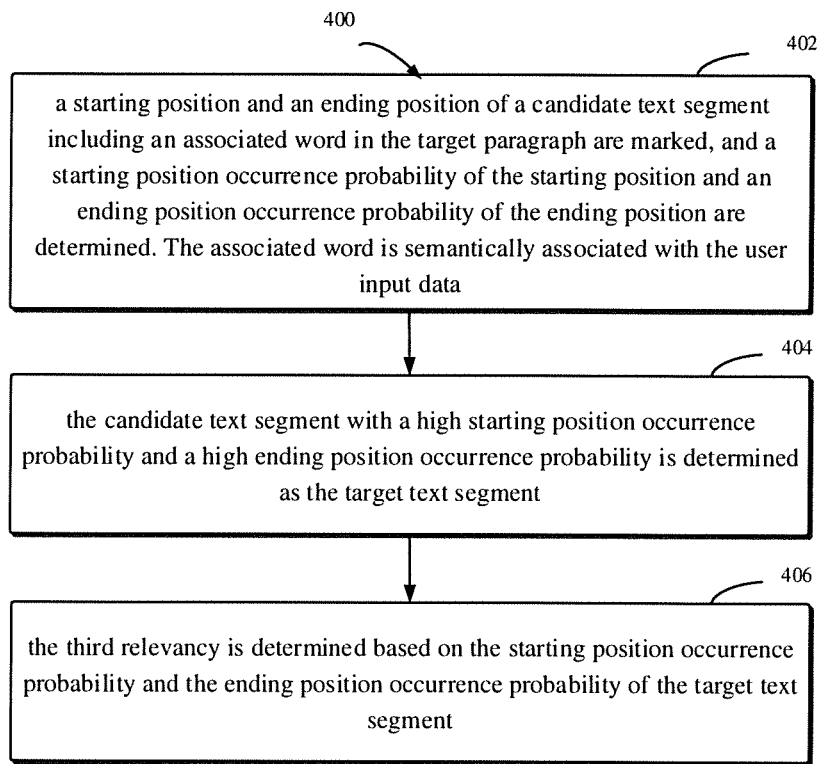 400
402
a starting position and an ending position of a candidate text segment
including an associated word in the target paragraph are marked, and a
starting position occurrence probability of the starting position and an
ending position occurrence probability of the ending position are
determined. The associated word is semantically associated with the user
input data
404
the candidate text segment with a high starting position occurrence
probability and a high ending position occurrence probability is determined
as the target text segment
406
the third relevancy is determined based on the starting position occurrence
probability and the ending position occurrence probability of the target text
segment